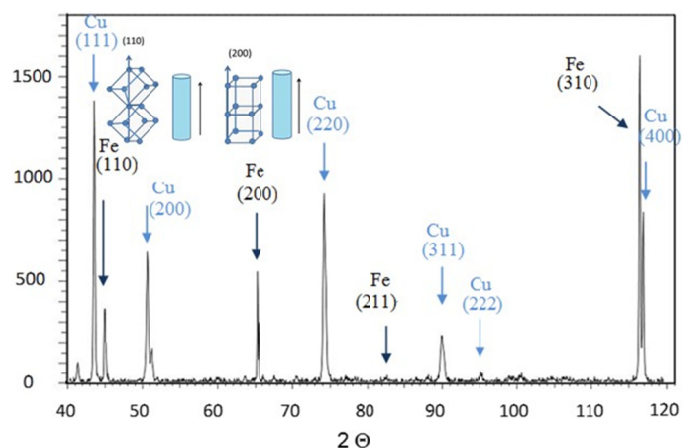 Cu
(111)
(110)
(200)
Fe
(310)
1500
Cu
(220)
Cu
(400)
Fe
(110)
Fe
(200)
1000
Cu
(200)
Cu
(311)
Fe
(211)
Cu
(222)
500
0
40 50 60 70 80 90 100 110 120
2 Θ